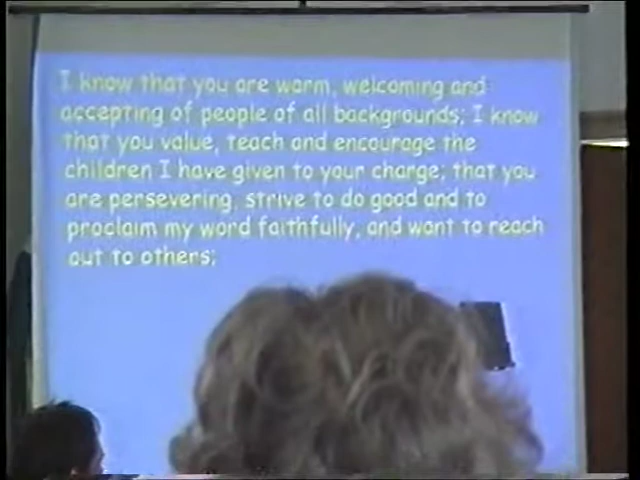 I know that you are warm, welcoming and
accepting of people of all backgrounds; I know
that you value, teach and encourage the
children I have given to your charge; that you
are persevering, strive to do good and to
proclaim my word faithfully, and want to reach
out to others;